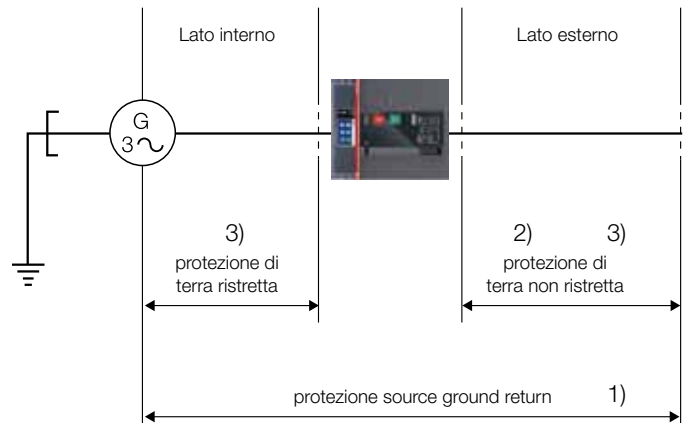 Lato interno
Lato esterno
G
3~
3)
protezione di
terra ristretta
2) 3)
protezione di
terra non ristretta
protezione source ground return 1)